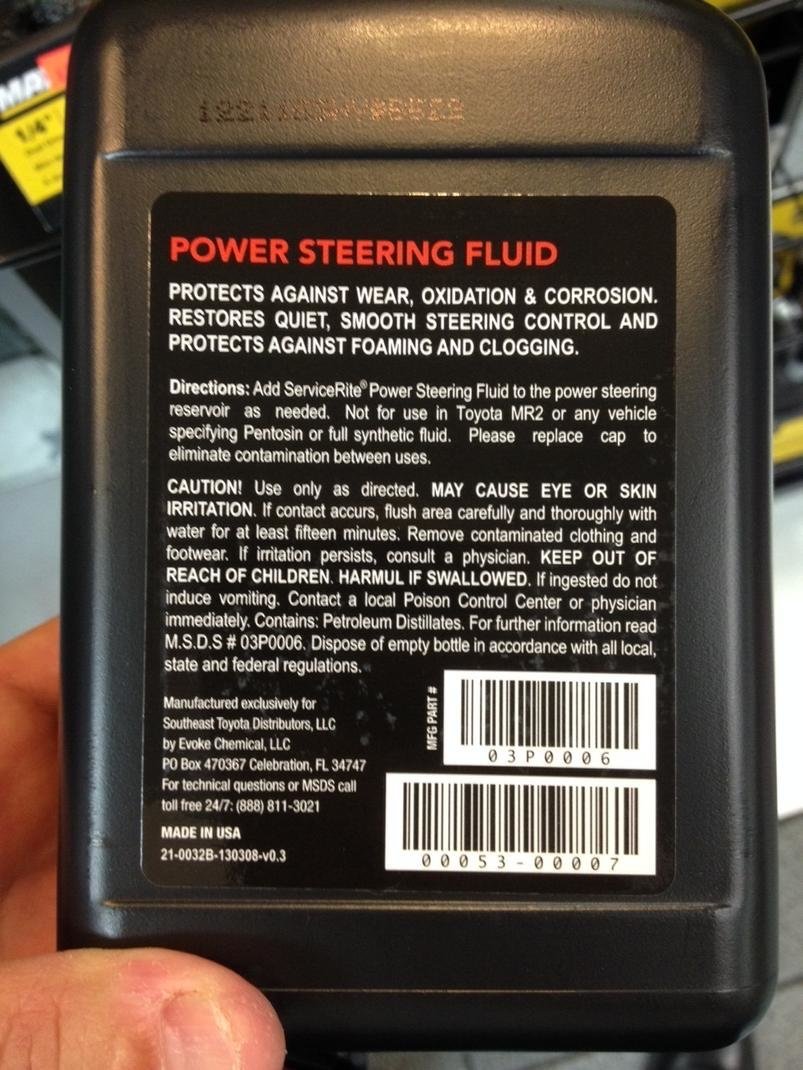 MA
1/4"
POWER STEERING FLUID
PROTECTS AGAINST WEAR, OXIDATION & CORROSION.
RESTORES QUIET, SMOOTH STEERING CONTROL AND
PROTECTS AGAINST FOAMING AND CLOGGING.
Directions: Add ServiceRite® Power Steering Fluid to the power steering
reservoir as needed. Not for use in Toyota MR2 or any vehicle
specifying Pentosin or full synthetic fluid. Please replace cap to
eliminate contamination between uses.
CAUTION! Use only as directed. MAY CAUSE EYE OR SKIN
IRRITATION. If contact accurs, flush area carefully and thoroughly with
water for at least fifteen minutes. Remove contaminated clothing and
footwear. If irritation persists, consult a physician. KEEP OUT OF
REACH OF CHILDREN. HARMUL IF SWALLOWED. If ingested do not
induce vomiting. Contact a local Poison Control Center or physician
immediately. Contains: Petroleum Distillates. For further information read
M.S.D.S # 03P0006. Dispose of empty bottle in accordance with all local,
state and federal regulations.
Manufactured exclusively for
Southeast Toyota Distributors, LLC
by Evoke Chemical, LLC
PO Box 470367 Celebration, FL 34747
For technical questions or MSDS call
toll free 24/7: (888) 811-3021
MADE IN USA
21-0032B-130308-v0.3
MFG PART #
03P0006
00053-00007